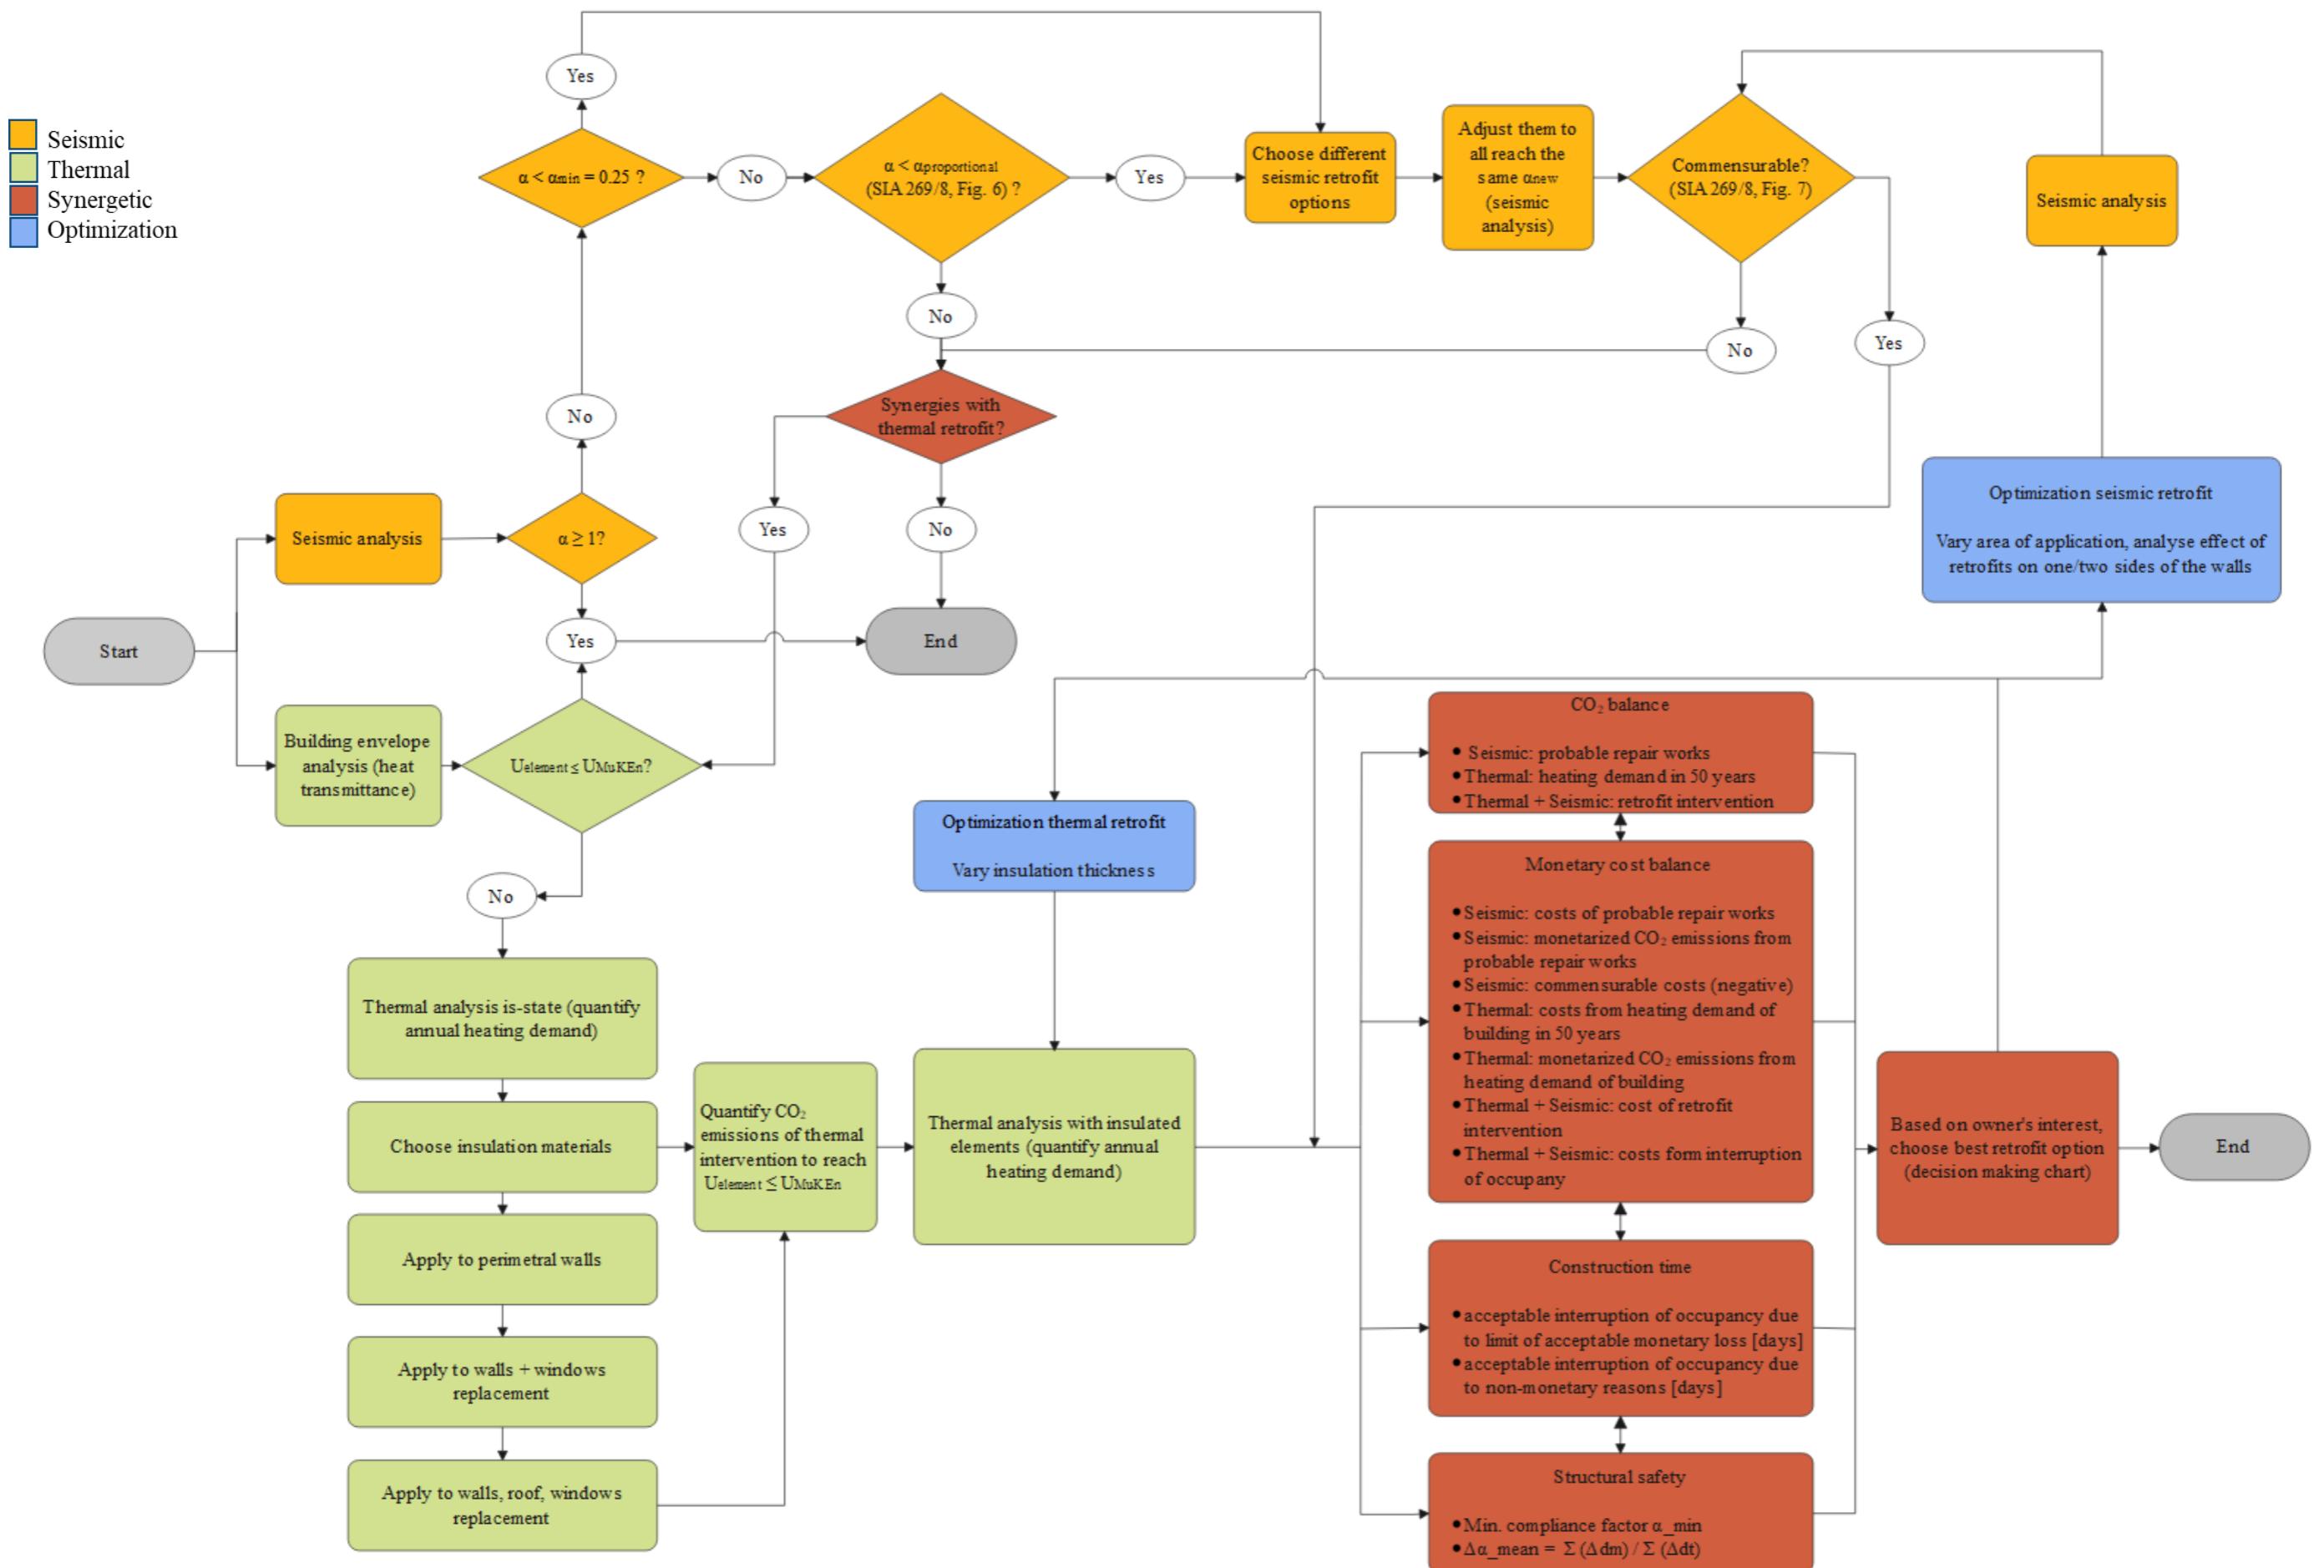 Seismic
Thermal
Synergetic
Optimization
Yes
α < αmin = 0.25 ?
No
α < αproportional
(SIA 269/8, Fig. 6) ?
Yes
Choose different
seismic retrofit
options
Adjust them to
all reach the
same αnew
(seismic
analysis)
Commensurable?
(SIA 269/8, Fig. 7)
Seismic analysis
No
No
Yes
Synergies with
thermal retrofit?
No
Yes
No
Seismic analysis
α ≥ 1?
Optimization seismic retrofit
Vary area of application, analyse effect of
retrofits on one/two sides of the walls
Start
Yes
End
Building envelope
analysis (heat
transmittance)
Uelement ≤ UMuKEn?
No
Optimization thermal retrofit
Vary insulation thickness
Thermal analysis is-state (quantify
annual heating demand)
Choose insulation materials
Apply to perimetral walls
Apply to walls + windows
replacement
Apply to walls, roof, windows
replacement
Quantify CO₂
emissions of thermal
intervention to reach
Uelement ≤ UMuKEn
Thermal analysis with insulated
elements (quantify annual
heating demand)
CO₂ balance
• Seismic: probable repair works
• Thermal: heating demand in 50 years
• Thermal + Seismic: retrofit intervention
Monetary cost balance
• Seismic: costs of probable repair works
• Seismic: monetarized CO₂ emissions from
probable repair works
• Seismic: commensurable costs (negative)
• Thermal: costs from heating demand of
building in 50 years
• Thermal: monetarized CO₂ emissions from
heating demand of building
• Thermal + Seismic: cost of retrofit
intervention
• Thermal + Seismic: costs form interruption
of occupany
Construction time
• acceptable interruption of occupancy due
to limit of acceptable monetary loss [days]
• acceptable interruption of occupancy due
to non-monetary reasons [days]
Structural safety
• Min. compliance factor α_min
• Δα_mean = Σ (Δdm) / Σ (Δdt)
Based on owner's interest,
choose best retrofit option
(decision making chart)
End